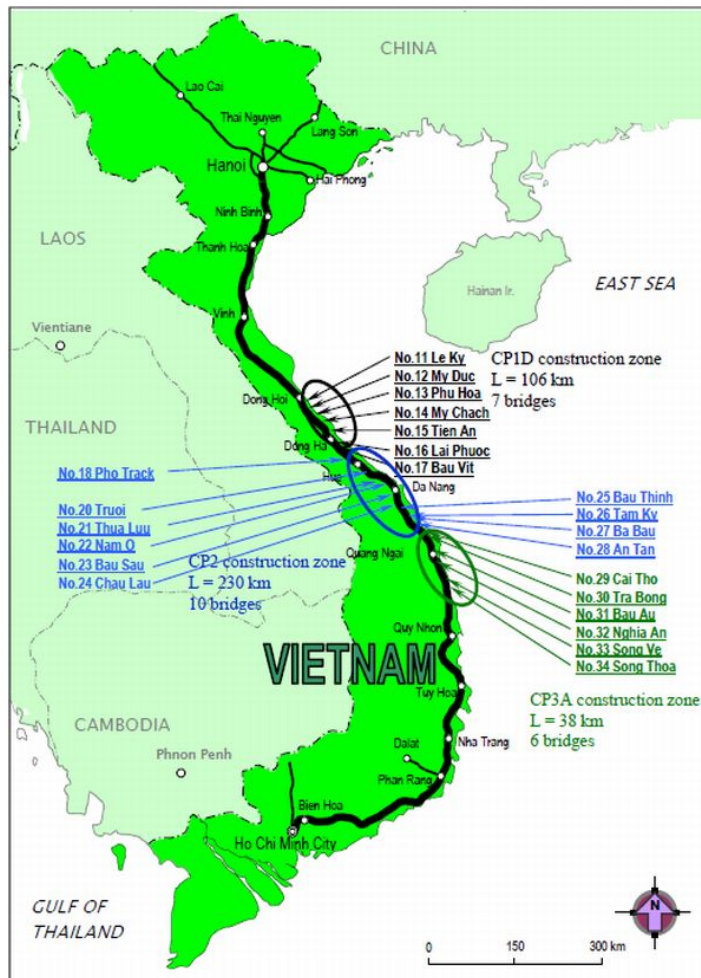 CHINA
Lao Cai
Thai Nguyen
Lang Son
Hanoi
Hai Phong
Ninh Binh
LAOS
Thanh Hoa
Hainan Ir.
EAST SEA
Vinh
Vientiane
No.11 Le Ky
No.12 My Duc
No.13 Phu Hoa
No.14 My Chach
No.15 Tien An
No.16 Lai Phuoc
No.17 Bau Vit
CP1D construction zone
L = 106 km
7 bridges
Dong Hoi
THAILAND
Dong Ha
Hue
Da Nang
No.18 Pho Track
No.20 Truoi
No.21 Thua Luu
No.22 Nam O
No.23 Bau Sau
No.24 Chau Lau
CP2 construction zone
L = 230 km
10 bridges
No.25 Bau Thinh
No.26 Tam Ky
No.27 Ba Bau
No.28 An Tan
Quang Ngai
No.29 Cai Tho
No.30 Tra Bong
No.31 Bau Au
No.32 Nghia An
No.33 Song Ve
No.34 Song Thoa
CP3A construction zone
L = 38 km
6 bridges
Quy Nhon
VIETNAM
Tuy Hoa
CAMBODIA
Nha Trang
Phnon Penh
Dalat
Phan Rang
Bien Hoa
Ho Chi Minh City
GULF OF
THAILAND
N
0 150 300 km